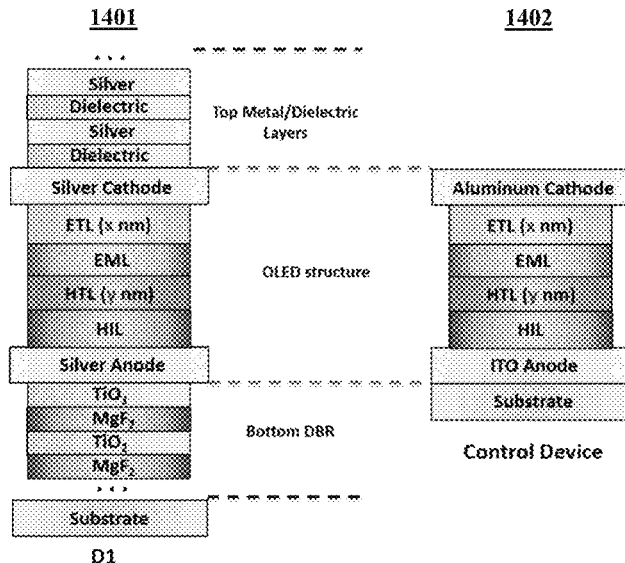 1401
1402
...
Silver
Dielectric
Silver
Dielectric
Top Metal/Dielectric
Layers
Silver Cathode
ETL (x nm)
EML
HTL (y nm)
HIL
Silver Anode
OLED structure
Aluminum Cathode
ETL (x nm)
EML
HTL (y nm)
HIL
ITO Anode
Substrate
Control Device
TiO₂
MgF₂
TiO₂
MgF₂
...
Bottom DBR
Substrate
D1